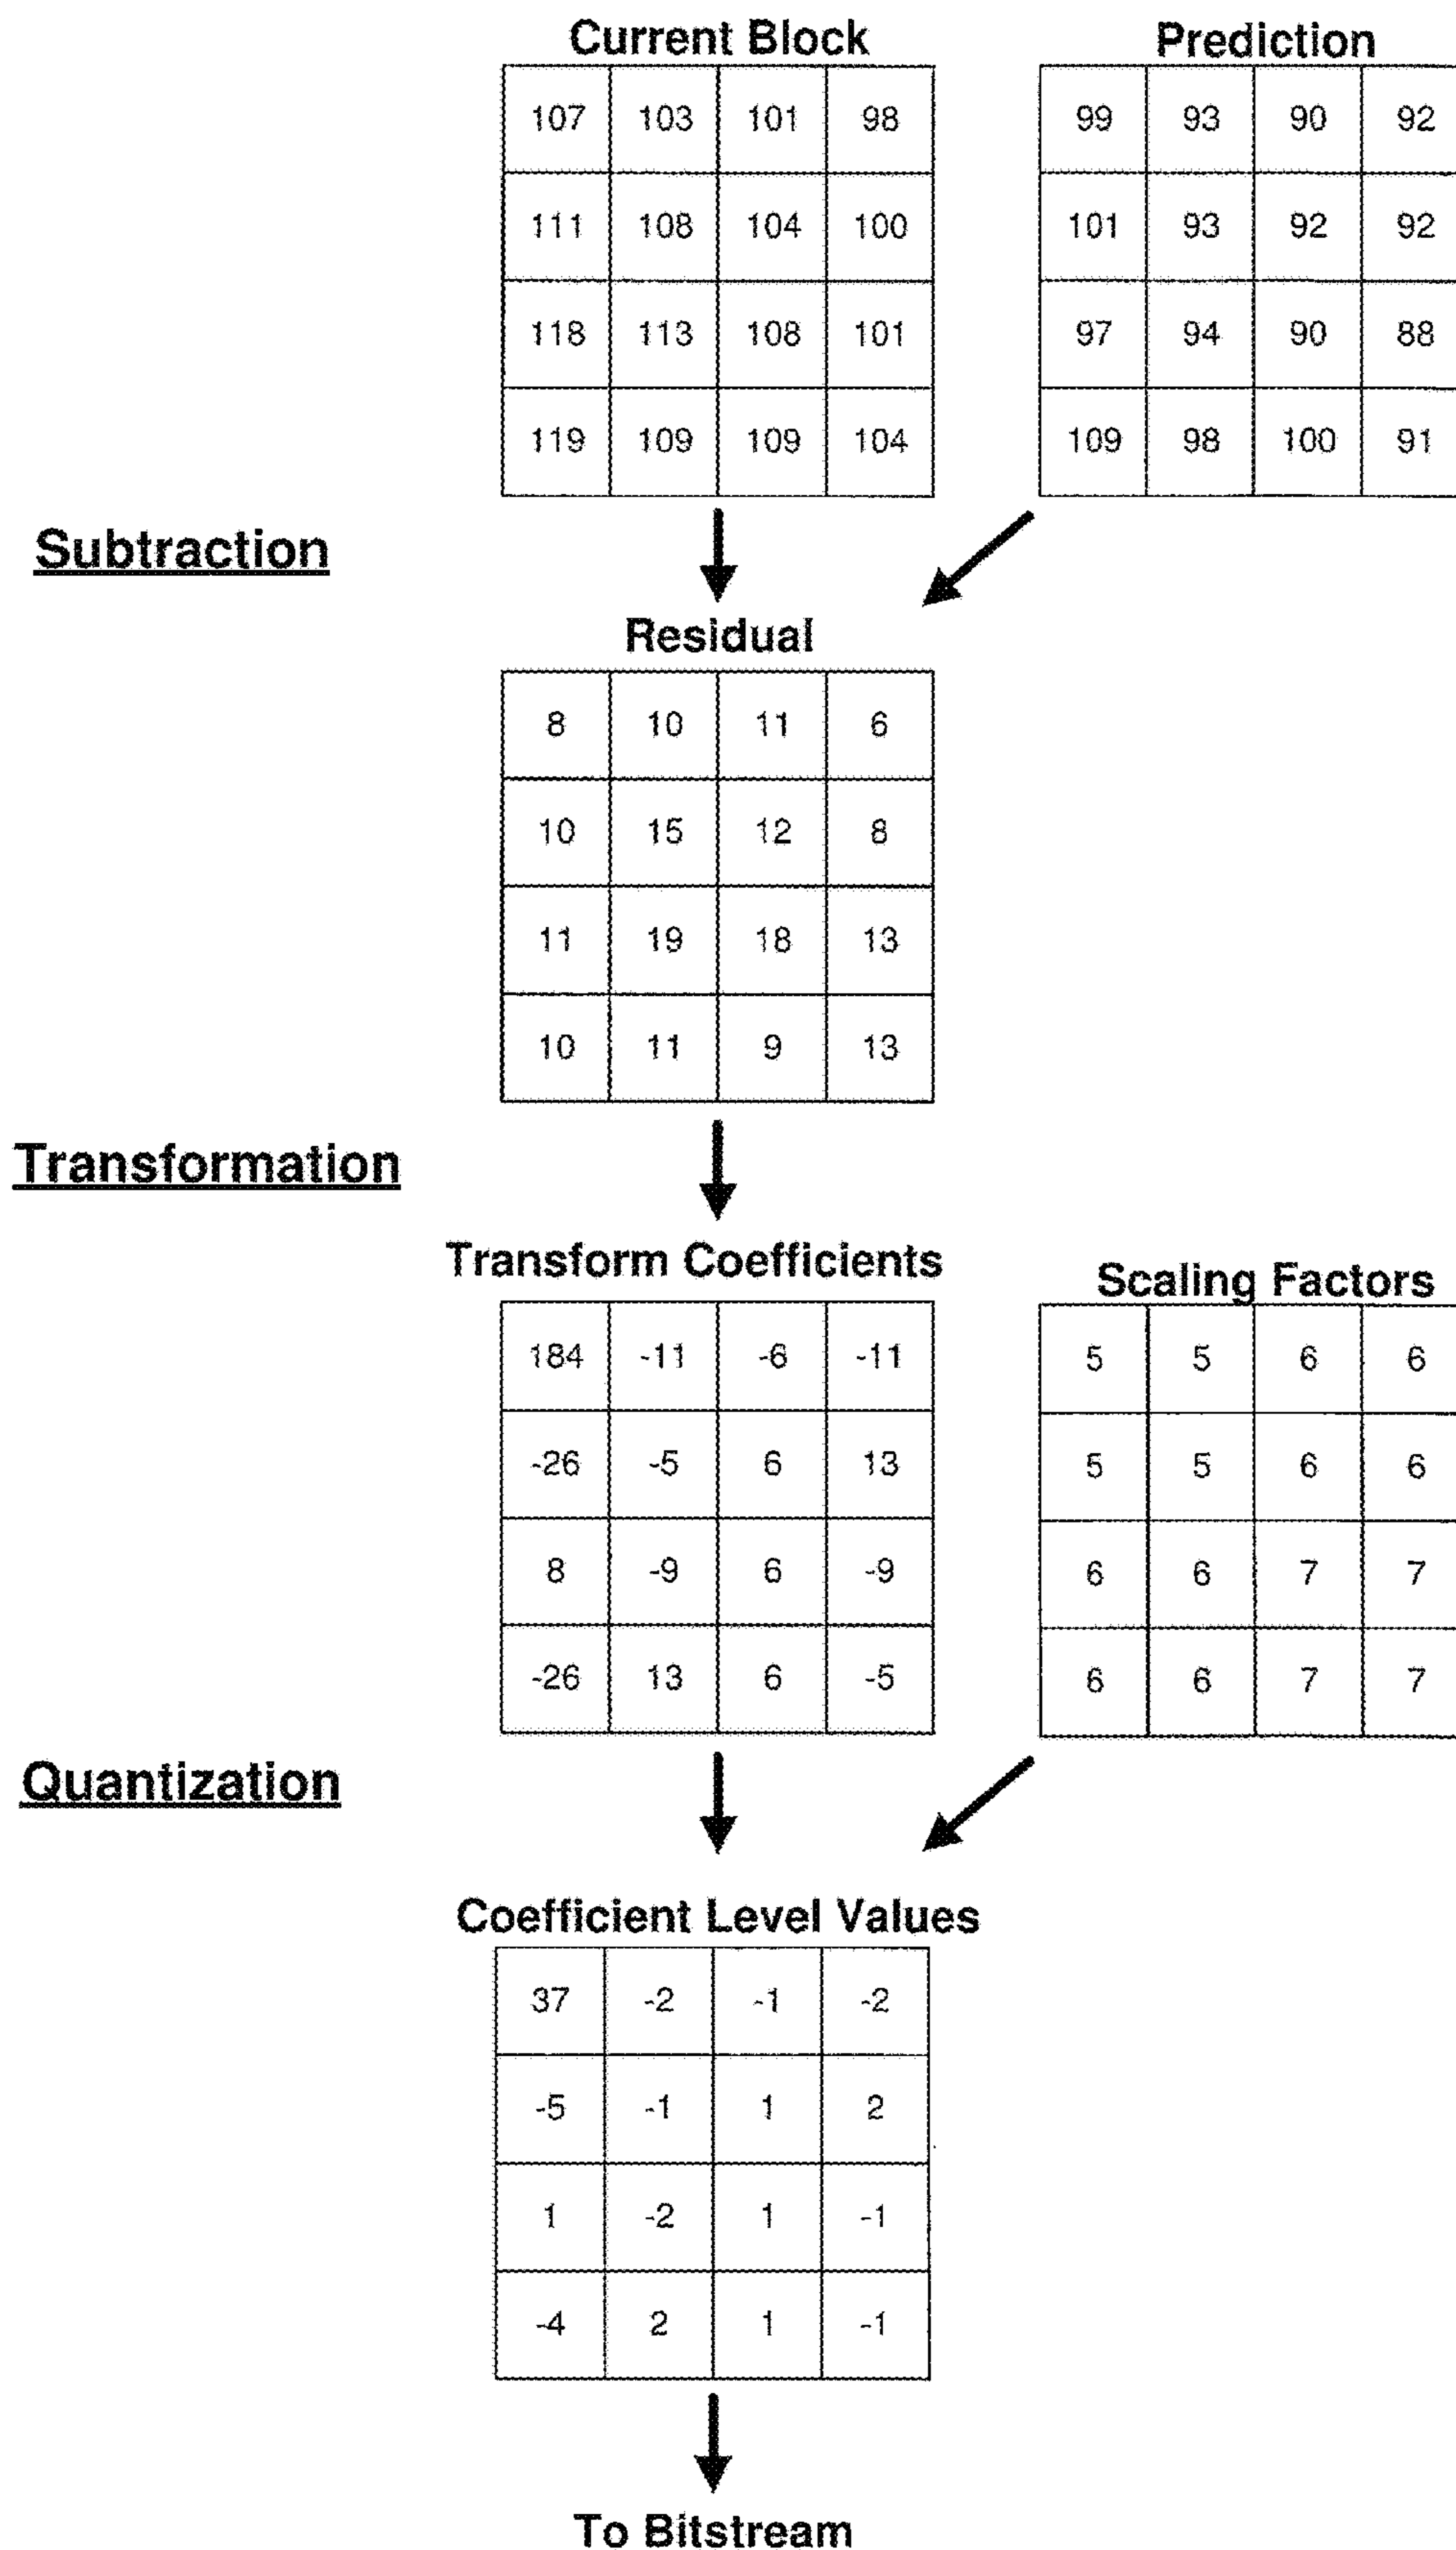 Current Block Prediction
107 103 101 98 99 93 90 92
111 108 104 100 101 93 92 92
118 113 108 101 97 94 90 88
119 109 109 104 109 98 100 91
Subtraction
Residual
8 10 11 6
10 15 12 8
11 19 18 13
10 11 9 13
Transformation
Transform Coefficients Scaling Factors
184 -11 -6 -11 5 5 6 6
-26 -5 6 13 5 5 6 6
8 -9 6 -9 6 6 7 7
-26 13 6 -5 6 6 7 7
Quantization
Coefficient Level Values
37 -2 -1 -2
-5 -1 1 2
1 -2 1 -1
-4 2 1 -1
To Bitstream